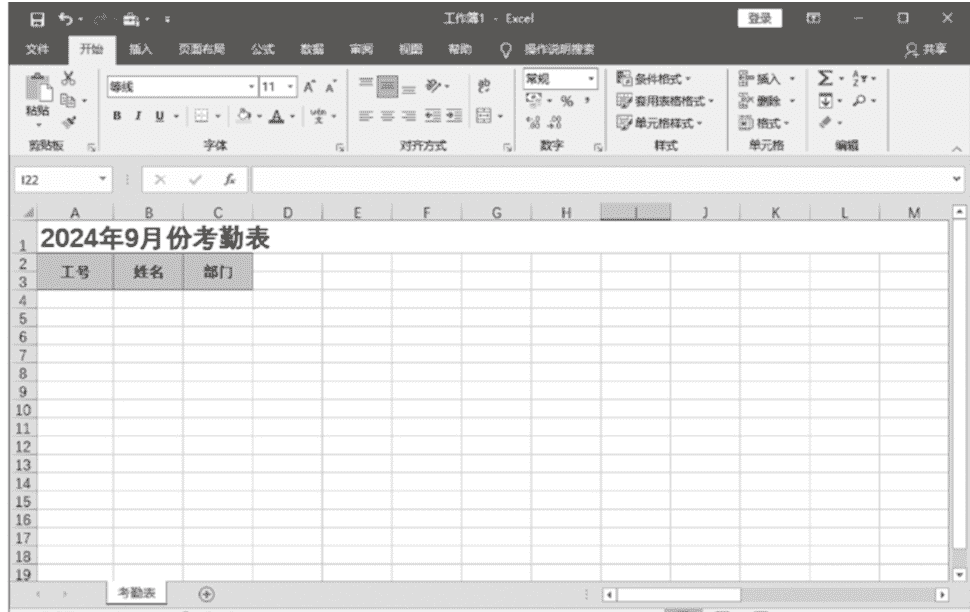 工作簿1 - Excel
登录
文件 开始 插入 页面布局 公式 数据 审阅 视图 帮助 操作说明搜索 共享
等线 11 常规 条件格式 插入
粘贴 套用表格格式 删除
B I U A % 单元格样式 格式
剪贴板 字体 对齐方式 数字 样式 单元格 编辑
I22 fx
A B C D E F G H I J K L M
1 2024年9月份考勤表
2
3 工号 姓名 部门
4
5
6
7
8
9
10
11
12
13
14
15
16
17
18
19
考勤表